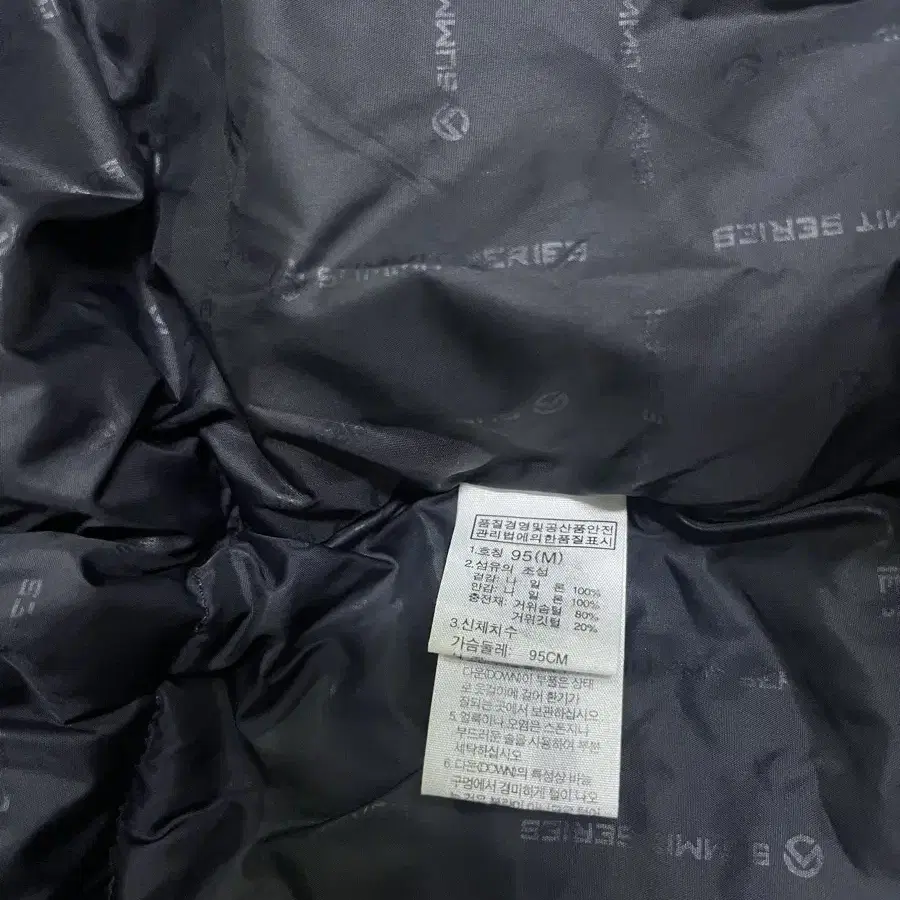 SUMMIT
SERIES
MIT SERIES
품질경영및공산품안전
관리법에의한품질표시
1.호칭 95(M)
2.섬유의 조성
겉감: 나 일 론 100%
안감: 나 일 론 100%
충전재: 거위솜털 80%
거위깃털 20%
3.신체치수
가슴둘레: 95CM
다운(DOWN)이 부풍은 상태
로 옷걸이에 걸어 환기가
잘되는 곳에서 보관하십시오
5. 얼룩이나 오염은 스폰지나
부드러운 솔을 사용하여 부분
세탁하십시오
6. 다운(DOWN)의 특성상 바늘
구멍에서 경미하게 털이 나오
SUMMIT SERIES